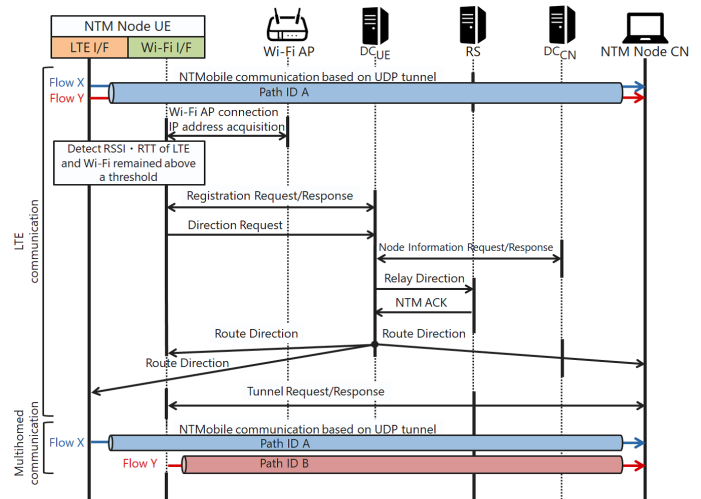 NTM Node UE
LTE I/F
Wi-Fi I/F
Wi-Fi AP
DCUE
RS
DCCN
NTM Node CN
Flow X
Flow Y
NTMobile communication based on UDP tunnel
Path ID A
Wi-Fi AP connection
IP address acquisition
Detect RSSI・RTT of LTE
and Wi-Fi remained above
a threshold
LTE
communication
Registration Request/Response
Direction Request
Node Information Request/Response
Relay Direction
NTM ACK
Route Direction
Route Direction
Route Direction
Tunnel Request/Response
Multihomed
communication
NTMobile communication based on UDP tunnel
Flow X
Path ID A
Flow Y
Path ID B